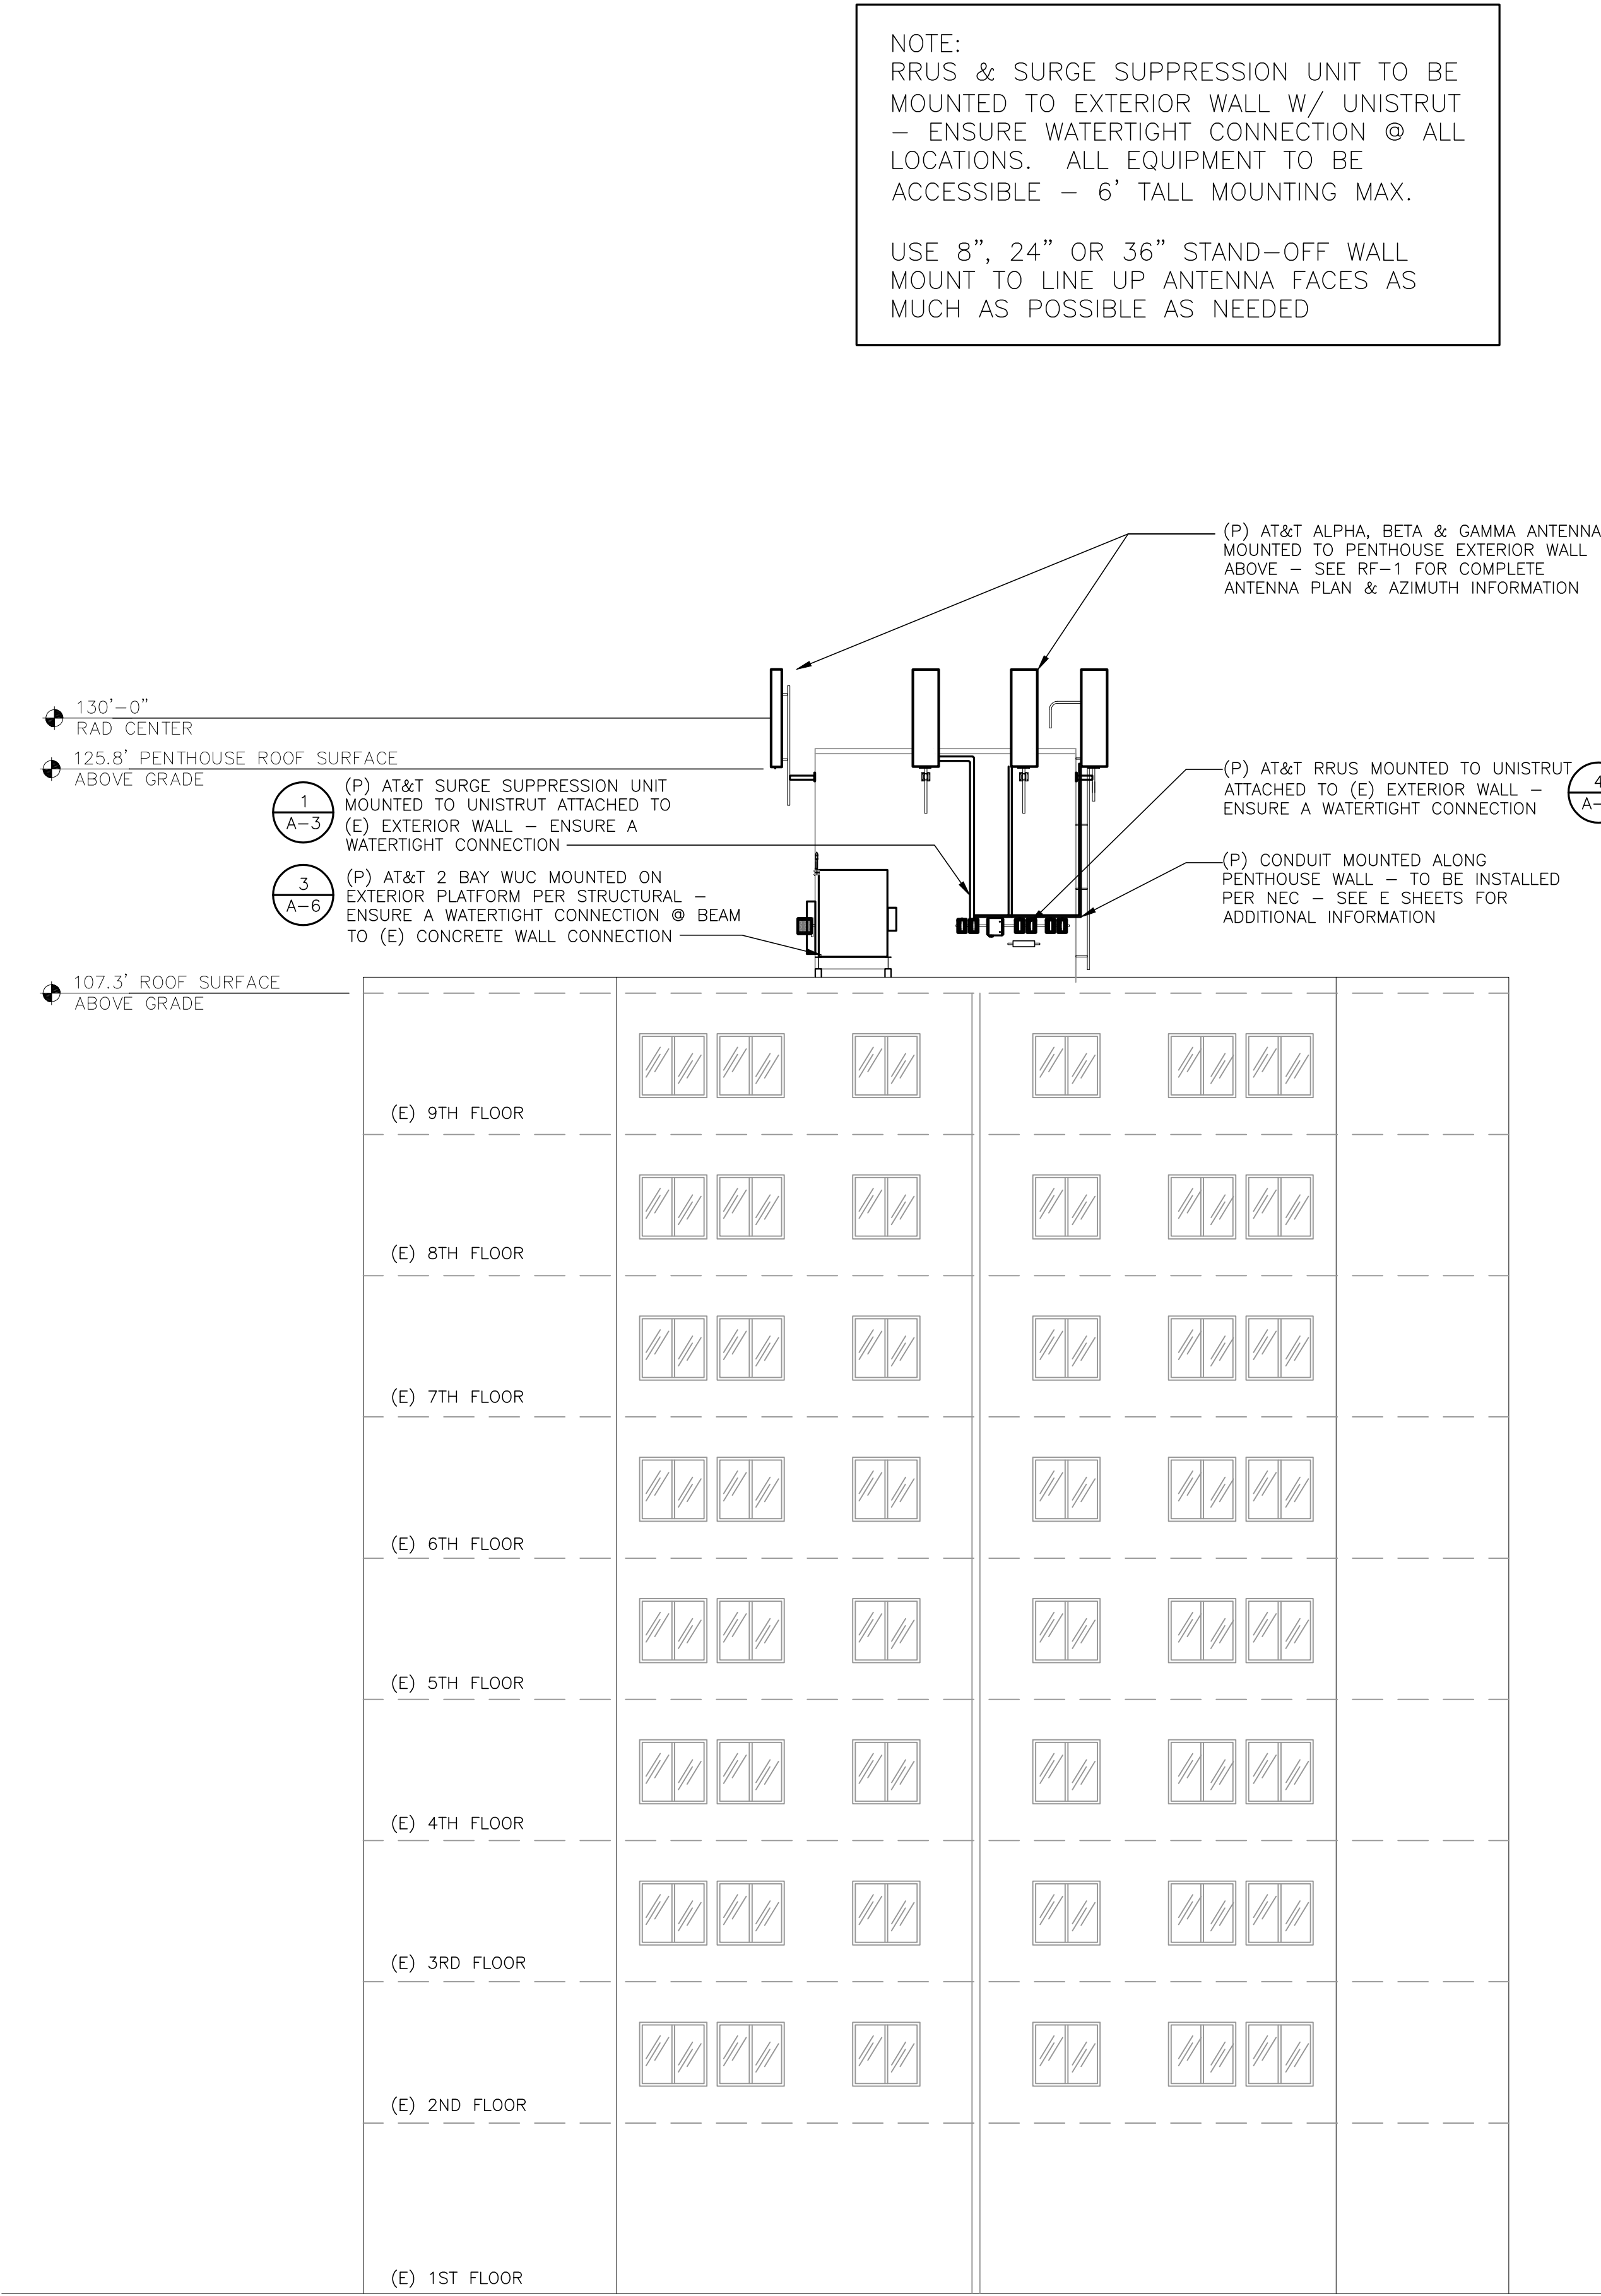 NOTE:
RRUS & SURGE SUPPRESSION UNIT TO BE
MOUNTED TO EXTERIOR WALL W/ UNISTRUT
– ENSURE WATERTIGHT CONNECTION @ ALL
LOCATIONS. ALL EQUIPMENT TO BE
ACCESSIBLE – 6' TALL MOUNTING MAX.
USE 8", 24" OR 36" STAND–OFF WALL
MOUNT TO LINE UP ANTENNA FACES AS
MUCH AS POSSIBLE AS NEEDED
(P) AT&T ALPHA, BETA & GAMMA ANTENNA
MOUNTED TO PENTHOUSE EXTERIOR WALL
ABOVE – SEE RF–1 FOR COMPLETE
ANTENNA PLAN & AZIMUTH INFORMATION
130'–0"
RAD CENTER
125.8' PENTHOUSE ROOF SURFACE
ABOVE GRADE
1
A–3
(P) AT&T SURGE SUPPRESSION UNIT
MOUNTED TO UNISTRUT ATTACHED TO
(E) EXTERIOR WALL – ENSURE A
WATERTIGHT CONNECTION
(P) AT&T RRUS MOUNTED TO UNISTRUT
ATTACHED TO (E) EXTERIOR WALL –
ENSURE A WATERTIGHT CONNECTION
4
A–
3
A–6
(P) AT&T 2 BAY WUC MOUNTED ON
EXTERIOR PLATFORM PER STRUCTURAL –
ENSURE A WATERTIGHT CONNECTION @ BEAM
TO (E) CONCRETE WALL CONNECTION
(P) CONDUIT MOUNTED ALONG
PENTHOUSE WALL – TO BE INSTALLED
PER NEC – SEE E SHEETS FOR
ADDITIONAL INFORMATION
107.3' ROOF SURFACE
ABOVE GRADE
(E) 9TH FLOOR
(E) 8TH FLOOR
(E) 7TH FLOOR
(E) 6TH FLOOR
(E) 5TH FLOOR
(E) 4TH FLOOR
(E) 3RD FLOOR
(E) 2ND FLOOR
(E) 1ST FLOOR